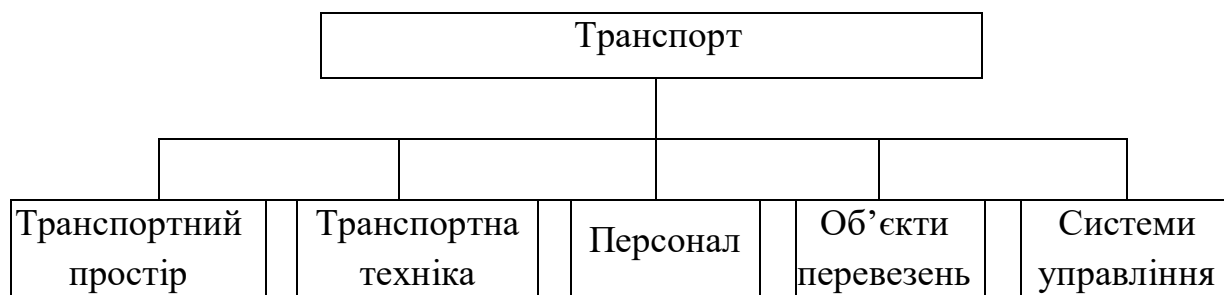 Транспорт
Транспортний
простір
Транспортна
техніка
Персонал
Об’єкти
перевезень
Системи
управління